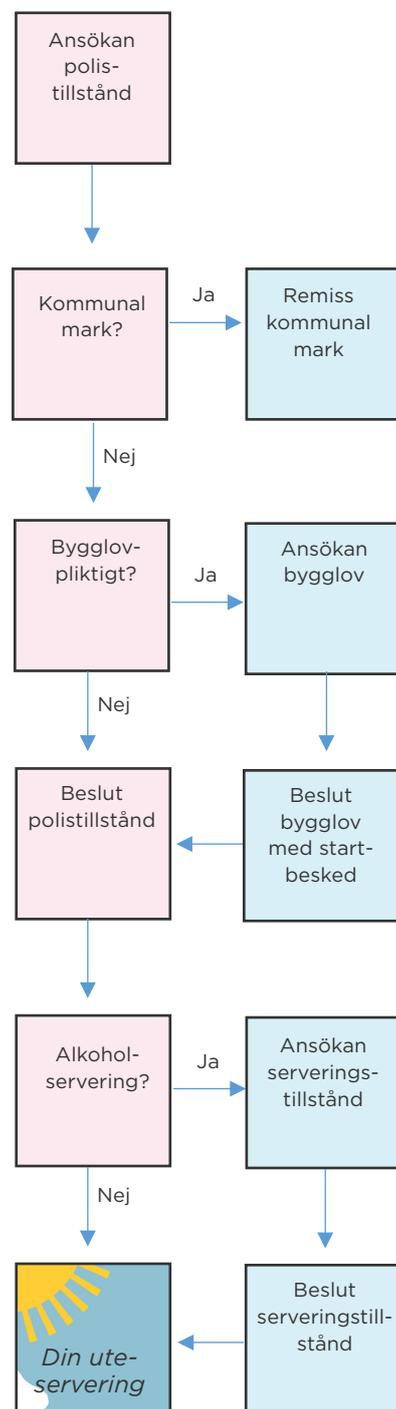 Ansökan
polis-
tillstånd
Kommunal
mark?
Ja
Remiss
kommunal
mark
Nej
Bygglov-
pliktigt?
Ja
Ansökan
bygglov
Nej
Beslut
polistillstånd
Beslut
bygglov
med start-
besked
Alkohol-
servering?
Ja
Ansökan
serverings-
tillstånd
Nej
Din ute-
servering
Beslut
serveringstill-
stånd